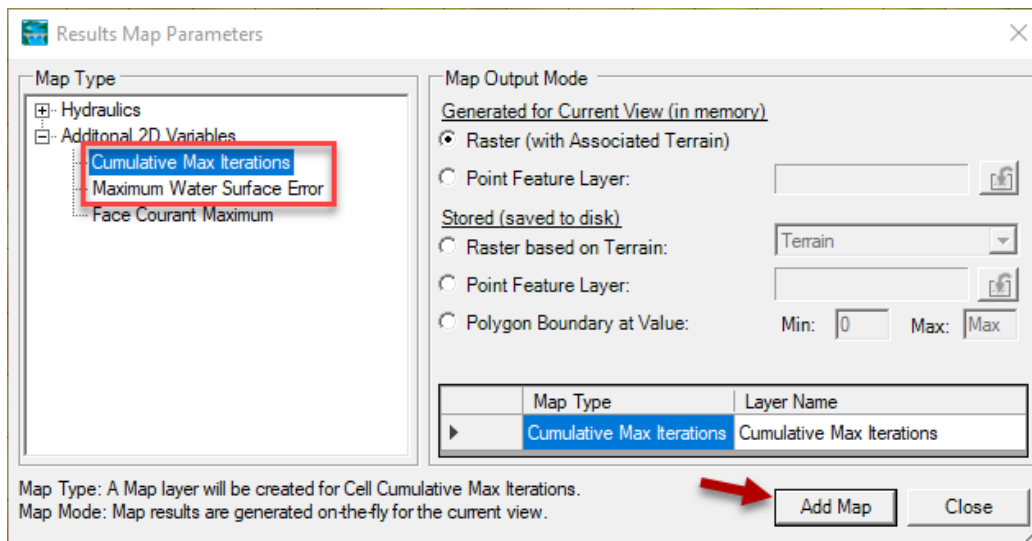 Results Map Parameters
Map Type
Hydraulics
Additonal 2D Variables
Cumulative Max Iterations
Maximum Water Surface Error
Face Courant Maximum
Map Output Mode
Generated for Current View (in memory)
Raster (with Associated Terrain)
Point Feature Layer:
Stored (saved to disk)
Raster based on Terrain: Terrain
Point Feature Layer:
Polygon Boundary at Value: Min: 0 Max: Max
Map Type Layer Name
Cumulative Max Iterations Cumulative Max Iterations
Map Type: A Map layer will be created for Cell Cumulative Max Iterations.
Map Mode: Map results are generated on-the-fly for the current view.
Add Map Close